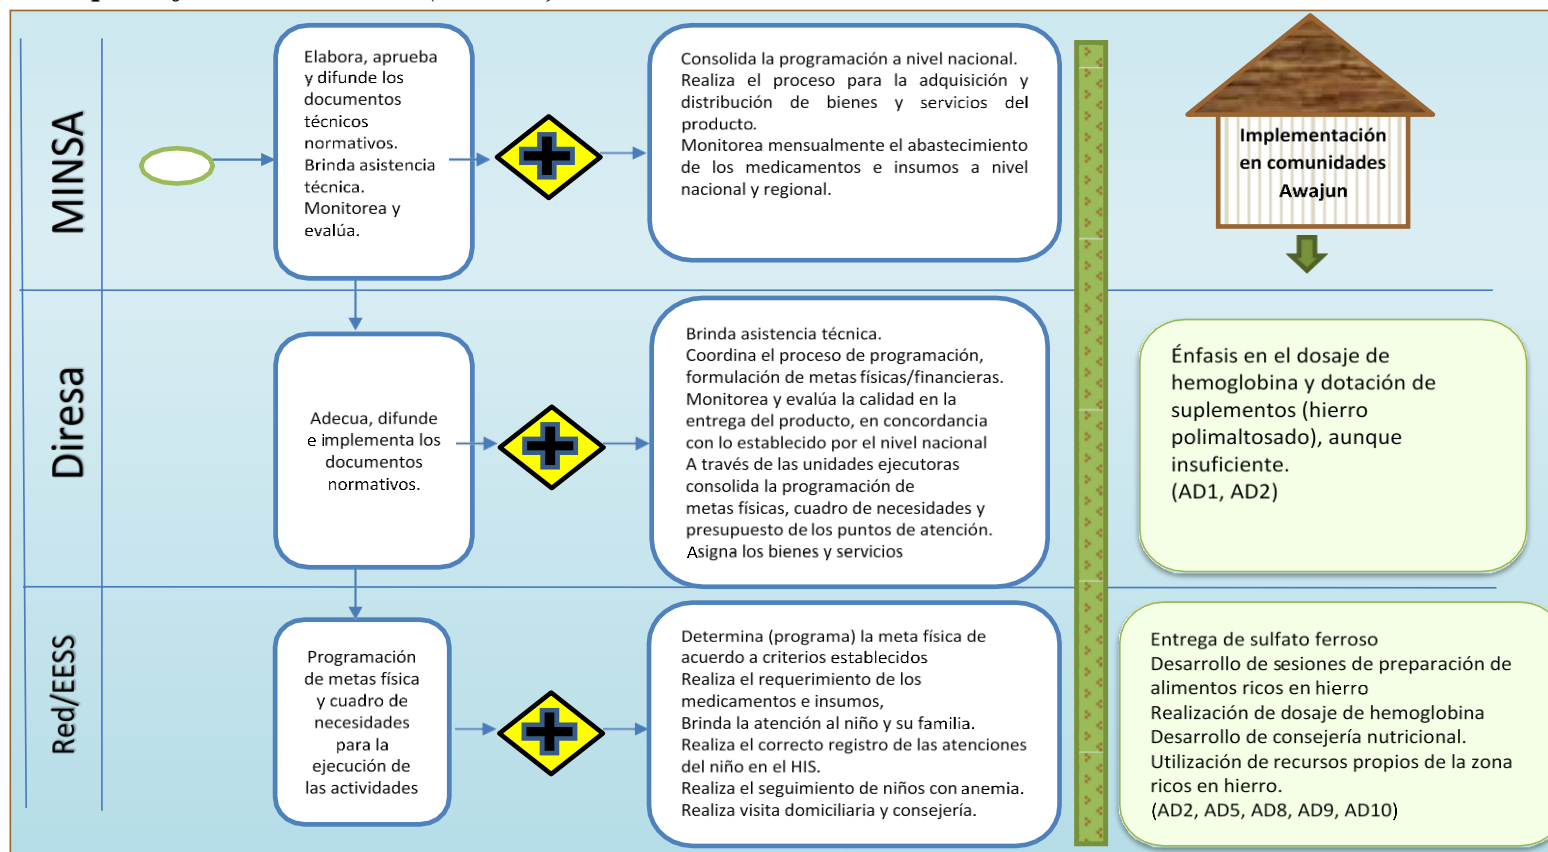 MINSA
Elabora, aprueba
y difunde los
documentos
técnicos
normativos.
Brinda asistencia
técnica.
Monitorea y
evalúa.
Consolida la programación a nivel nacional.
Realiza el proceso para la adquisición y
distribución de bienes y servicios del
producto.
Monitorea mensualmente el abastecimiento
de los medicamentos e insumos a nivel
nacional y regional.
Implementación
en comunidades
Awajun
Diresa
Adecua, difunde
e implementa los
documentos
normativos.
Brinda asistencia técnica.
Coordina el proceso de programación,
formulación de metas físicas/financieras.
Monitorea y evalúa la calidad en la
entrega del producto, en concordancia
con lo establecido por el nivel nacional
A través de las unidades ejecutoras
consolida la programación de
metas físicas, cuadro de necesidades y
presupuesto de los puntos de atención.
Asigna los bienes y servicios
Énfasis en el dosaje de
hemoglobina y dotación de
suplementos (hierro
polimaltosado), aunque
insuficiente.
(AD1, AD2)
Red/EESS
Programación
de metas física
y cuadro de
necesidades
para la
ejecución de
las actividades
Determina (programa) la meta física de
acuerdo a criterios establecidos
Realiza el requerimiento de los
medicamentos e insumos,
Brinda la atención al niño y su familia.
Realiza el correcto registro de las atenciones
del niño en el HIS.
Realiza el seguimiento de niños con anemia.
Realiza visita domiciliaria y consejería.
Entrega de sulfato ferroso
Desarrollo de sesiones de preparación de
alimentos ricos en hierro
Realización de dosaje de hemoglobina
Desarrollo de consejería nutricional.
Utilización de recursos propios de la zona
ricos en hierro.
(AD2, AD5, AD8, AD9, AD10)